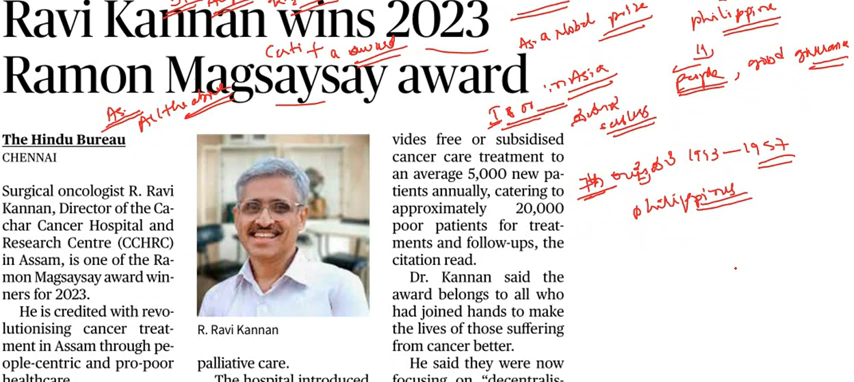 Ravi Kannan wins 2023
Ramon Magsaysay award
As a Nobel prize
in Asia
philippine
people, good governance
1953 – 1957
philippines
The Hindu Bureau
CHENNAI
Surgical oncologist R. Ravi
Kannan, Director of the Ca-
char Cancer Hospital and
Research Centre (CCHRC)
in Assam, is one of the Ra-
mon Magsaysay award win-
ners for 2023.
He is credited with revo-
lutionising cancer treat-
ment in Assam through pe-
ople-centric and pro-poor
healthcare
R. Ravi Kannan
palliative care.
The hospital introduced
vides free or subsidised
cancer care treatment to
an average 5,000 new pa-
tients annually, catering to
approximately 20,000
poor patients for treat-
ments and follow-ups, the
citation read.
Dr. Kannan said the
award belongs to all who
had joined hands to make
the lives of those suffering
from cancer better.
He said they were now
focusing on "decentralis-